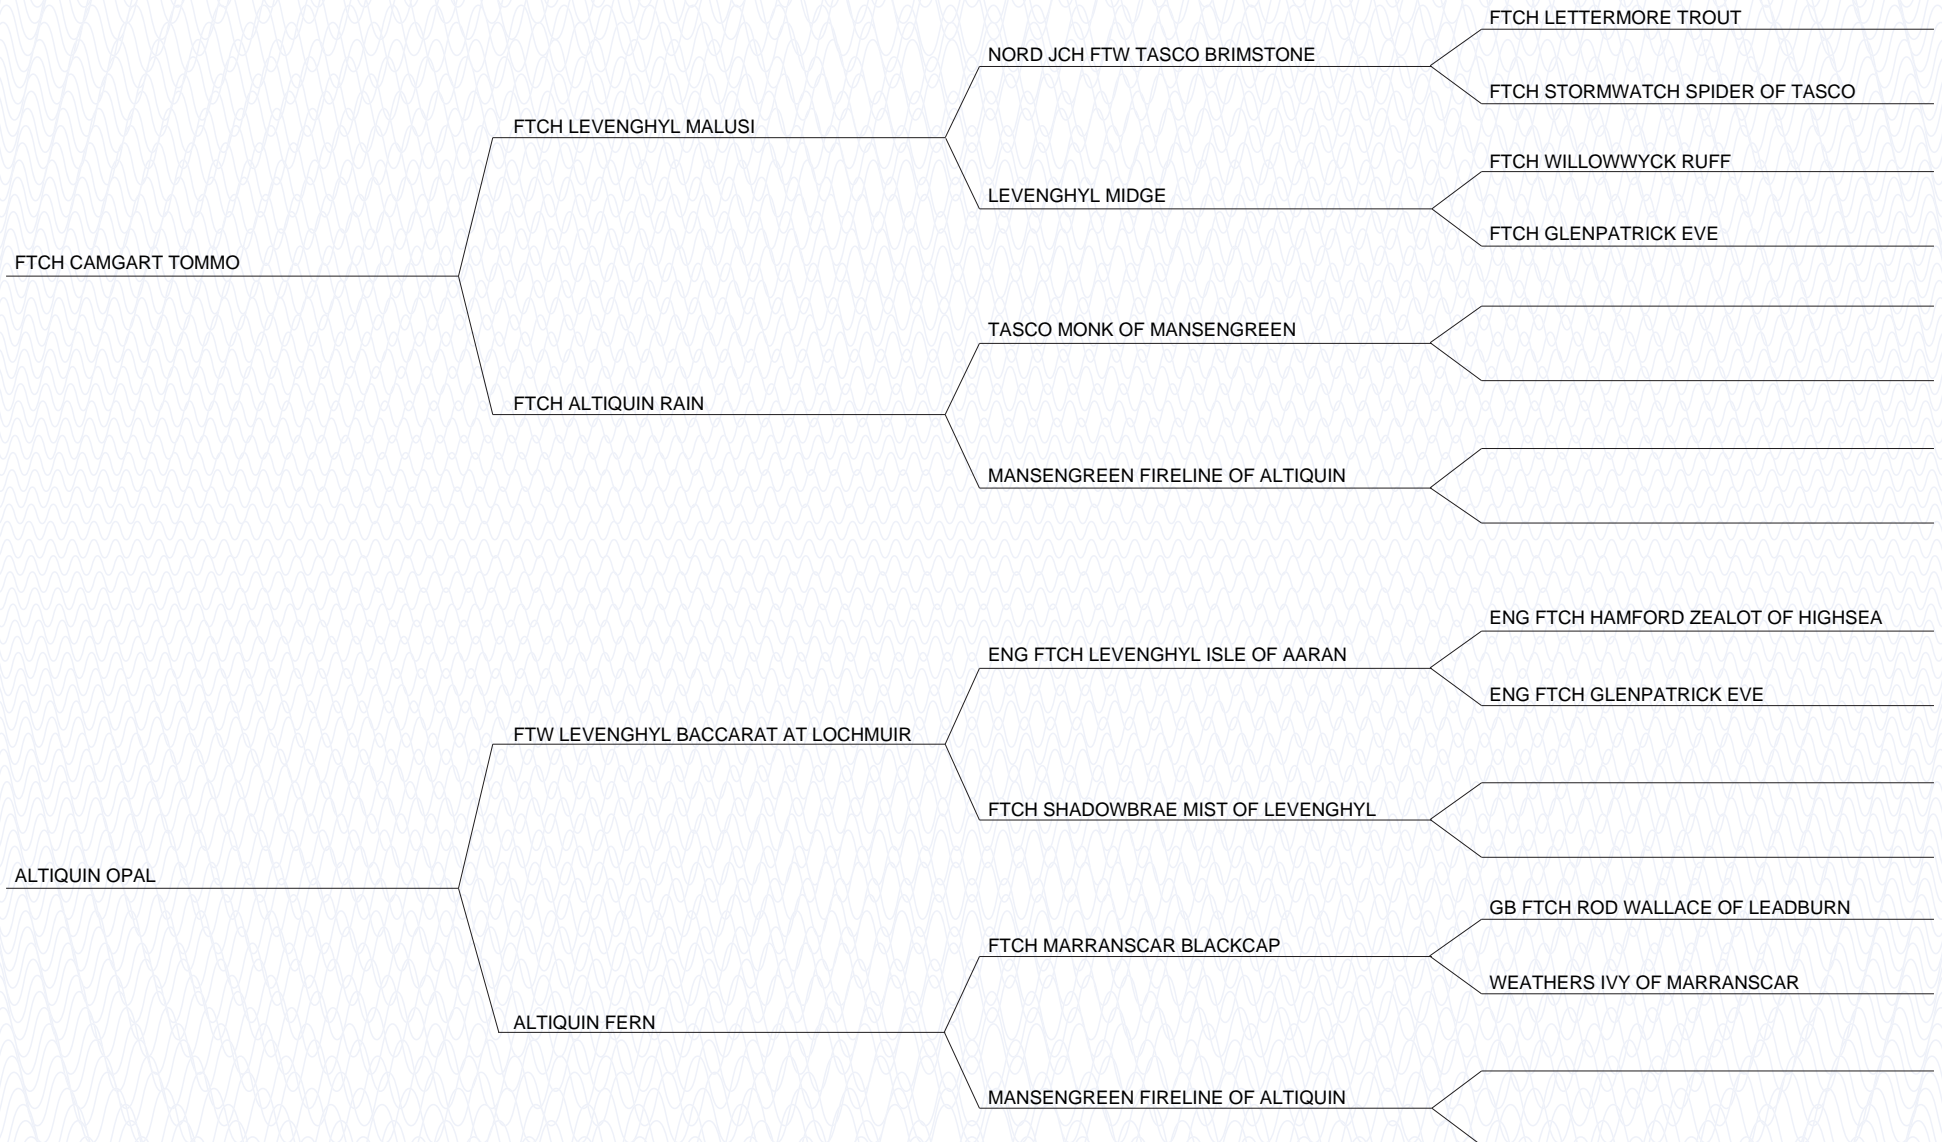 FTCH LETTERMORE TROUT
NORD JCH FTW TASCO BRIMSTONE
FTCH STORMWATCH SPIDER OF TASCO
FTCH LEVENGHYL MALUSI
FTCH WILLOWWYCK RUFF
LEVENGHYL MIDGE
FTCH GLENPATRICK EVE
FTCH CAMGART TOMMO
TASCO MONK OF MANSENGREEN
FTCH ALTIQUIN RAIN
MANSENGREEN FIRELINE OF ALTIQUIN
ENG FTCH HAMFORD ZEALOT OF HIGHSEA
ENG FTCH LEVENGHYL ISLE OF AARAN
ENG FTCH GLENPATRICK EVE
FTW LEVENGHYL BACCARAT AT LOCHMUIR
FTCH SHADOWBRAE MIST OF LEVENGHYL
ALTIQUIN OPAL
GB FTCH ROD WALLACE OF LEADBURN
FTCH MARRANSCAR BLACKCAP
WEATHERS IVY OF MARRANSCAR
ALTIQUIN FERN
MANSENGREEN FIRELINE OF ALTIQUIN